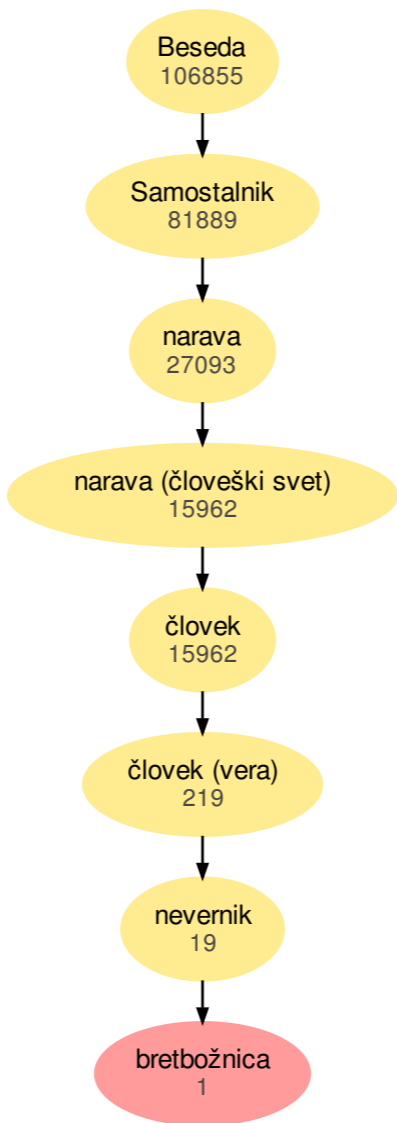 Beseda
106855
Samostalnik
81889
narava
27093
narava (človeški svet)
15962
človek
15962
človek (vera)
219
nevernik
19
bretbožnica
1